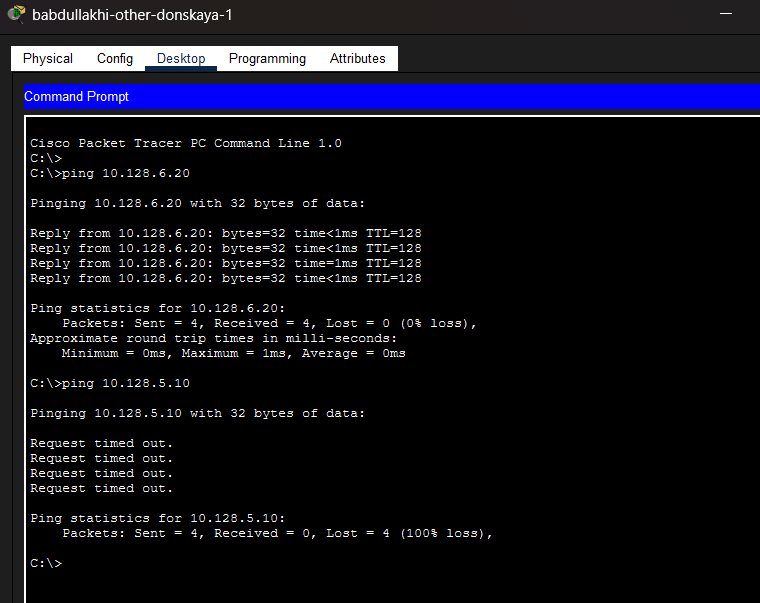 babdullakhi-other-donskaya-1
Physical Config Desktop Programming Attributes
Command Prompt
Cisco Packet Tracer PC Command Line 1.0
C:\>
C:\>ping 10.128.6.20
Pinging 10.128.6.20 with 32 bytes of data:
Reply from 10.128.6.20: bytes=32 time<1ms TTL=128
Reply from 10.128.6.20: bytes=32 time<1ms TTL=128
Reply from 10.128.6.20: bytes=32 time=1ms TTL=128
Reply from 10.128.6.20: bytes=32 time<1ms TTL=128
Ping statistics for 10.128.6.20:
    Packets: Sent = 4, Received = 4, Lost = 0 (0% loss),
Approximate round trip times in milli-seconds:
    Minimum = 0ms, Maximum = 1ms, Average = 0ms
C:\>ping 10.128.5.10
Pinging 10.128.5.10 with 32 bytes of data:
Request timed out.
Request timed out.
Request timed out.
Request timed out.
Ping statistics for 10.128.5.10:
    Packets: Sent = 4, Received = 0, Lost = 4 (100% loss),
C:\>